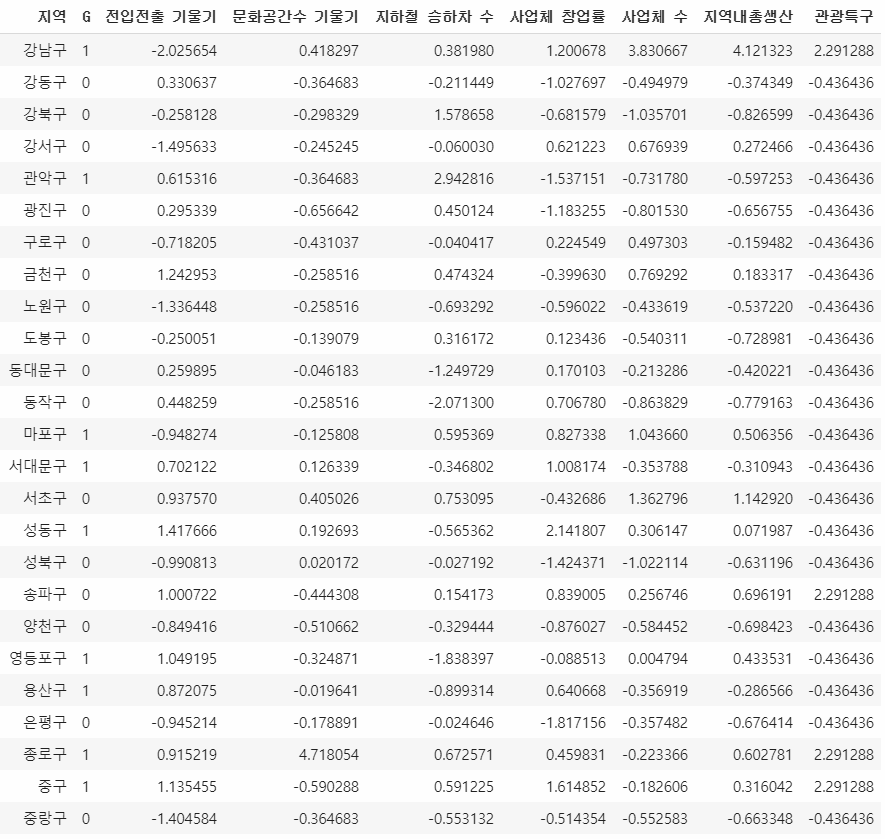 지역 G 전입전출 기울기 문화공간수 기울기 지하철 승하차 수 사업체 창업률 사업체 수 지역내총생산 관광특구
강남구 1 -2.025654 0.418297 0.381980 1.200678 3.830667 4.121323 2.291288
강동구 0 0.330637 -0.364683 -0.211449 -1.027697 -0.494979 -0.374349 -0.436436
강북구 0 -0.258128 -0.298329 1.578658 -0.681579 -1.035701 -0.826599 -0.436436
강서구 0 -1.495633 -0.245245 -0.060030 0.621223 0.676939 0.272466 -0.436436
관악구 1 0.615316 -0.364683 2.942816 -1.537151 -0.731780 -0.597253 -0.436436
광진구 0 0.295339 -0.656642 0.450124 -1.183255 -0.801530 -0.656755 -0.436436
구로구 0 -0.718205 -0.431037 -0.040417 0.224549 0.497303 -0.159482 -0.436436
금천구 0 1.242953 -0.258516 0.474324 -0.399630 0.769292 0.183317 -0.436436
노원구 0 -1.336448 -0.258516 -0.693292 -0.596022 -0.433619 -0.537220 -0.436436
도봉구 0 -0.250051 -0.139079 0.316172 0.123436 -0.540311 -0.728981 -0.436436
동대문구 0 0.259895 -0.046183 -1.249729 0.170103 -0.213286 -0.420221 -0.436436
동작구 0 0.448259 -0.258516 -2.071300 0.706780 -0.863829 -0.779163 -0.436436
마포구 1 -0.948274 -0.125808 0.595369 0.827338 1.043660 0.506356 -0.436436
서대문구 1 0.702122 0.126339 -0.346802 1.008174 -0.353788 -0.310943 -0.436436
서초구 0 0.937570 0.405026 0.753095 -0.432686 1.362796 1.142920 -0.436436
성동구 1 1.417666 0.192693 -0.565362 2.141807 0.306147 0.071987 -0.436436
성북구 0 -0.990813 0.020172 -0.027192 -1.424371 -1.022114 -0.631196 -0.436436
송파구 0 1.000722 -0.444308 0.154173 0.839005 0.256746 0.696191 2.291288
양천구 0 -0.849416 -0.510662 -0.329444 -0.876027 -0.584452 -0.698423 -0.436436
영등포구 1 1.049195 -0.324871 -1.838397 -0.088513 0.004794 0.433531 -0.436436
용산구 1 0.872075 -0.019641 -0.899314 0.640668 -0.356919 -0.286566 -0.436436
은평구 0 -0.945214 -0.178891 -0.024646 -1.817156 -0.357482 -0.676414 -0.436436
종로구 1 0.915219 4.718054 0.672571 0.459831 -0.223366 0.602781 2.291288
중구 1 1.135455 -0.590288 0.591225 1.614852 -0.182606 0.316042 2.291288
중랑구 0 -1.404584 -0.364683 -0.553132 -0.514354 -0.552583 -0.663348 -0.436436